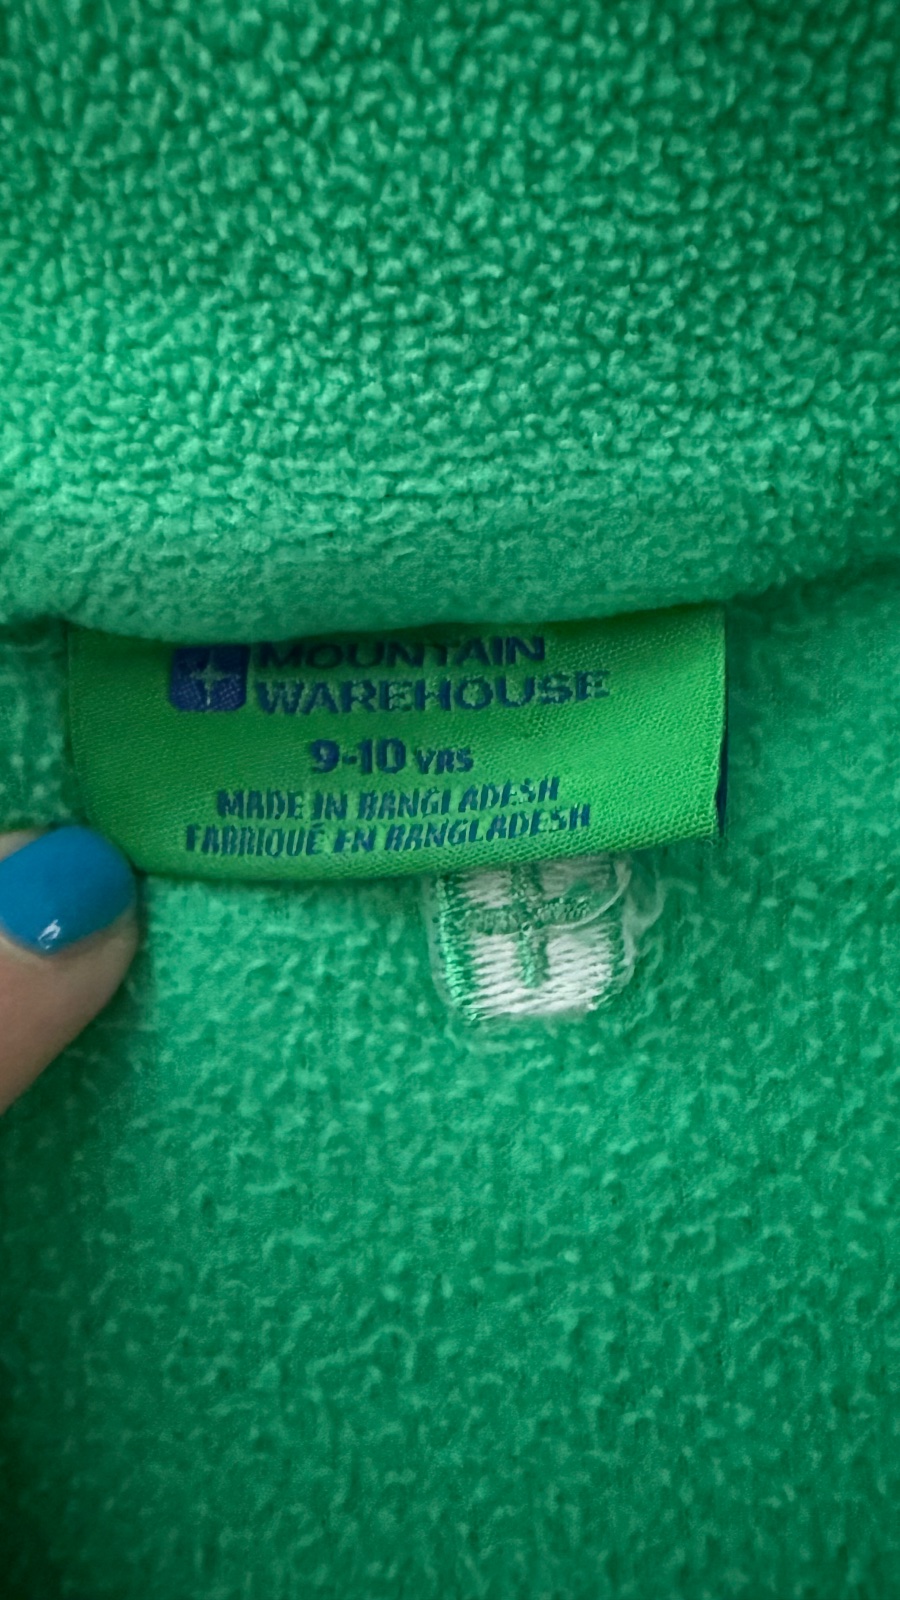 MOUNTAIN
WAREHOUSE
9-10 YRS
MADE IN BANGLADESH
FABRIQUÉ EN BANGLADESH